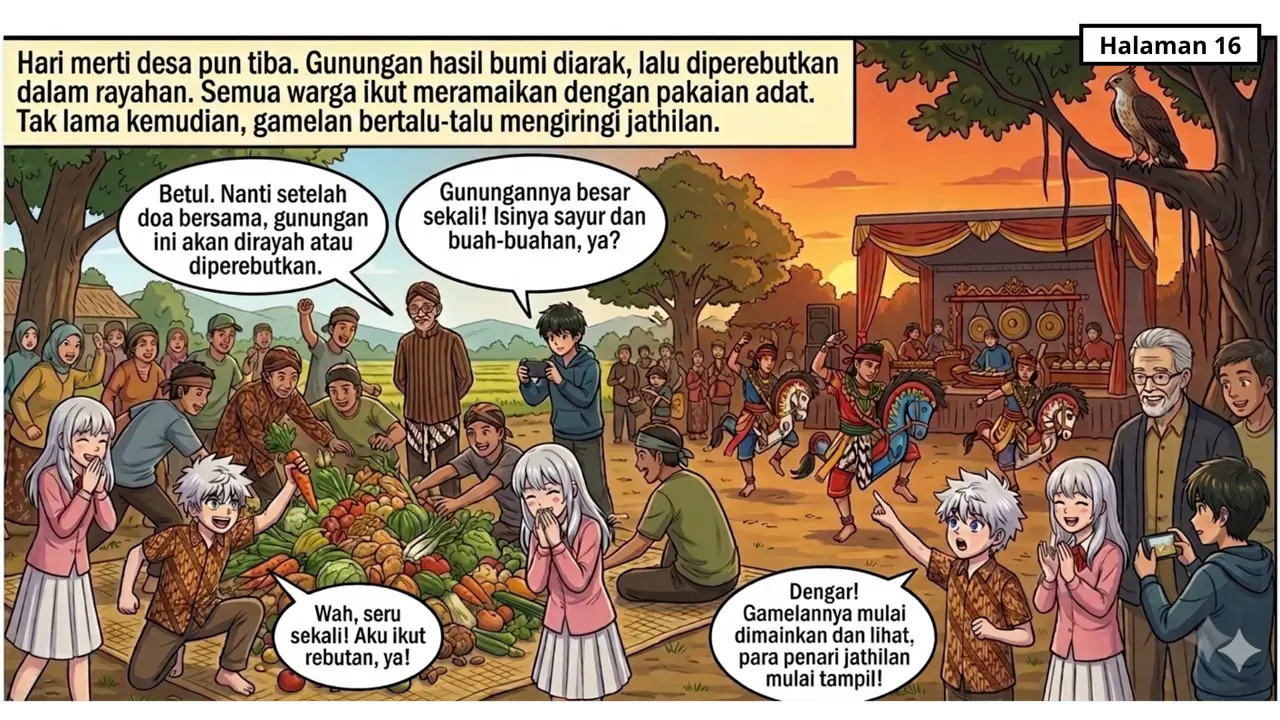 Halaman 16
Hari merti desa pun tiba. Gunungan hasil bumi diarak, lalu diperebutkan
dalam rayahan. Semua warga ikut meramaikan dengan pakaian adat.
Tak lama kemudian, gamelan bertalu-talu mengiringi jathilan.
Betul. Nanti setelah
doa bersama, gunungan
ini akan dirayah atau
diperebutkan.
Gunungannya besar
sekali! Isinya sayur dan
buah-buahan, ya?
Wah, seru
sekali! Aku ikut
rebutan, ya!
Dengar!
Gamelannya mulai
dimainkan dan lihat,
para penari jathilan
mulai tampil!